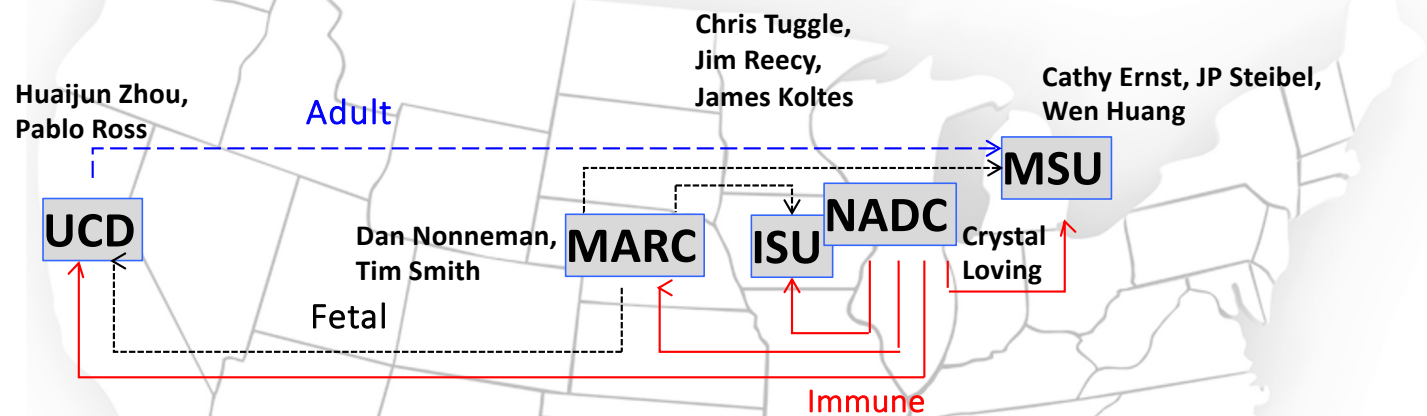 Chris Tuggle,
Jim Reecy,
James Koltes
Cathy Ernst, JP Steibel,
Wen Huang
Huaijun Zhou,
Pablo Ross
Adult
MSU
UCD
Dan Nonneman,
Tim Smith
MARC
ISU
NADC
Crystal
Loving
Fetal
Immune